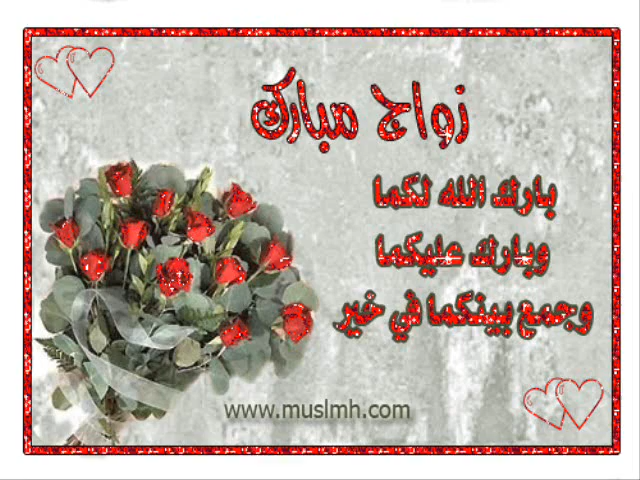 زواج مبارك
بارك الله لكما
وبارك عليكما
وجمع بينكما في خير
www.muslmh.com